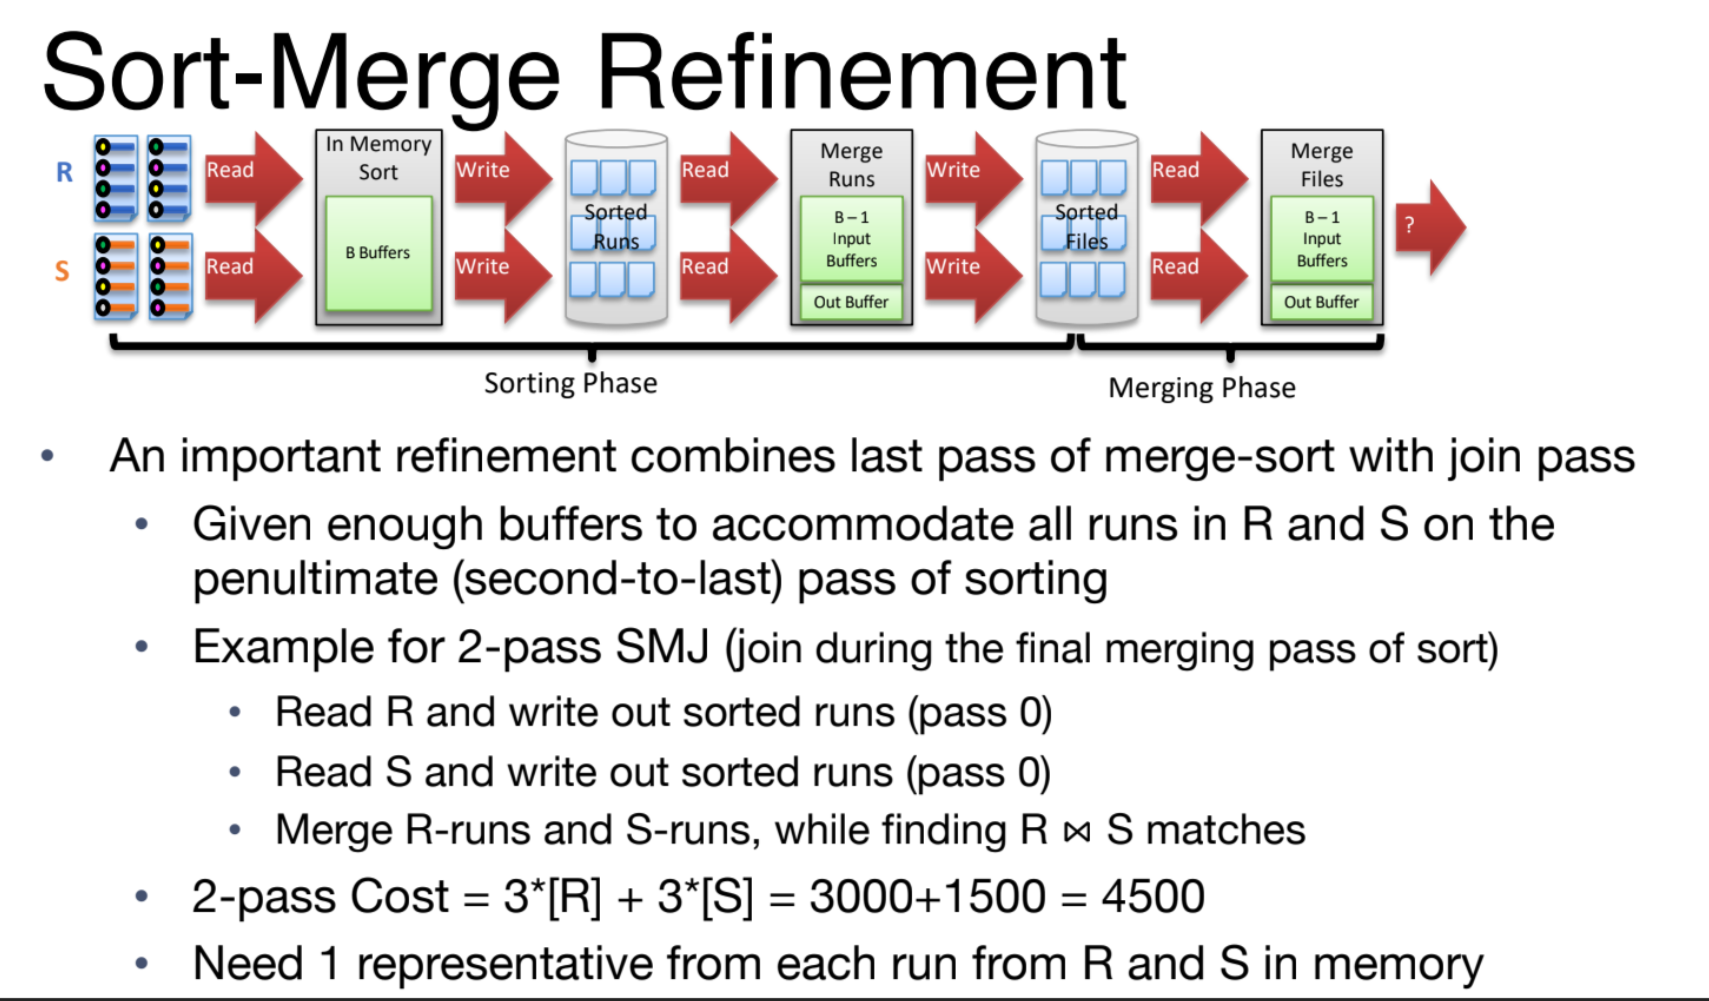 Sort-Merge Refinement
R
S
Read
Read
In Memory
Sort
B Buffers
Write
Write
Sorted
Runs
Read
Read
Merge
Runs
B – 1
Input
Buffers
Out Buffer
Write
Write
Sorted
Files
Read
Read
Merge
Files
B – 1
Input
Buffers
Out Buffer
?
Sorting Phase
Merging Phase
• An important refinement combines last pass of merge-sort with join pass
• Given enough buffers to accommodate all runs in R and S on the
penultimate (second-to-last) pass of sorting
• Example for 2-pass SMJ (join during the final merging pass of sort)
• Read R and write out sorted runs (pass 0)
• Read S and write out sorted runs (pass 0)
• Merge R-runs and S-runs, while finding R ⋈ S matches
• 2-pass Cost = 3*[R] + 3*[S] = 3000+1500 = 4500
• Need 1 representative from each run from R and S in memory